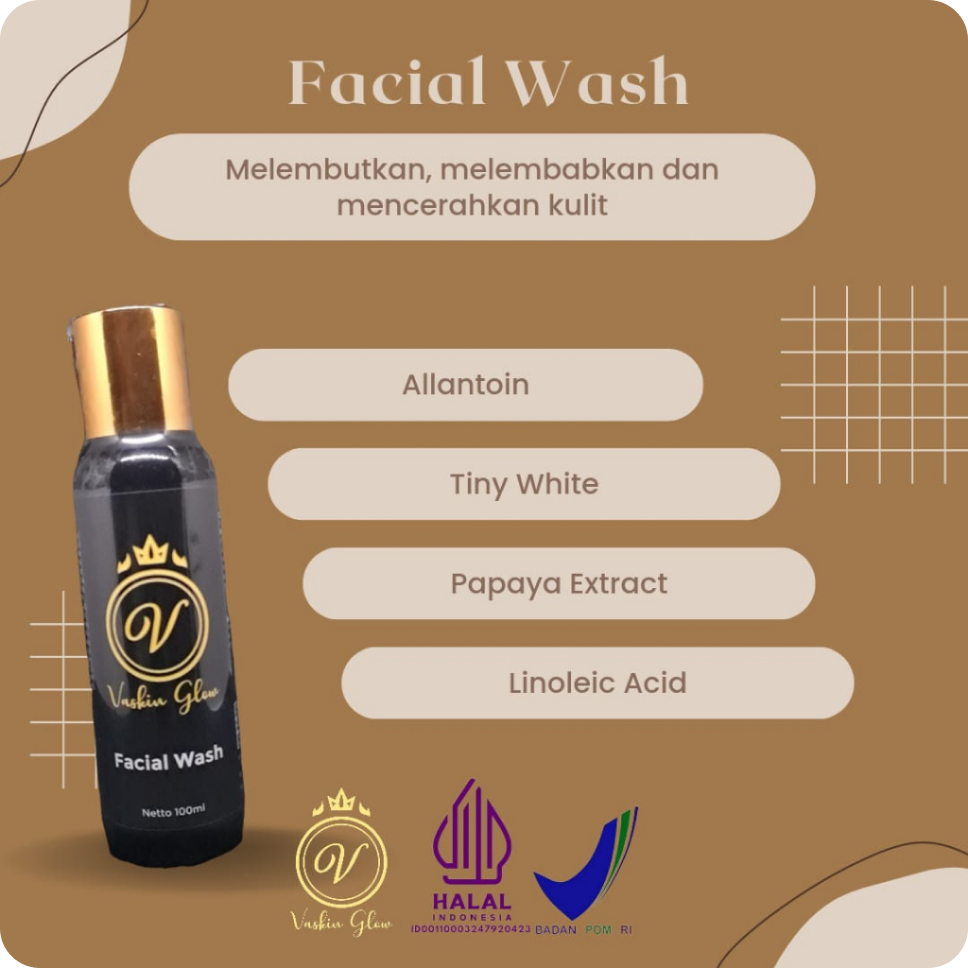 Facial Wash
Melembutkan, melembabkan dan
mencerahkan kulit
Allantoin
Tiny White
Papaya Extract
Linoleic Acid
V
Vaskin Glow
Facial Wash
Netto 100ml
V
Vaskin Glow
HALAL
INDONESIA
ID00110003247920423
BADAN POM RI